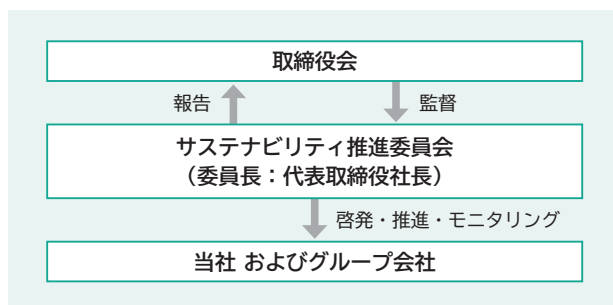 取締役会
報告
監督
サステナビリティ推進委員会
（委員長：代表取締役社長）
啓発・推進・モニタリング
当社 およびグループ会社